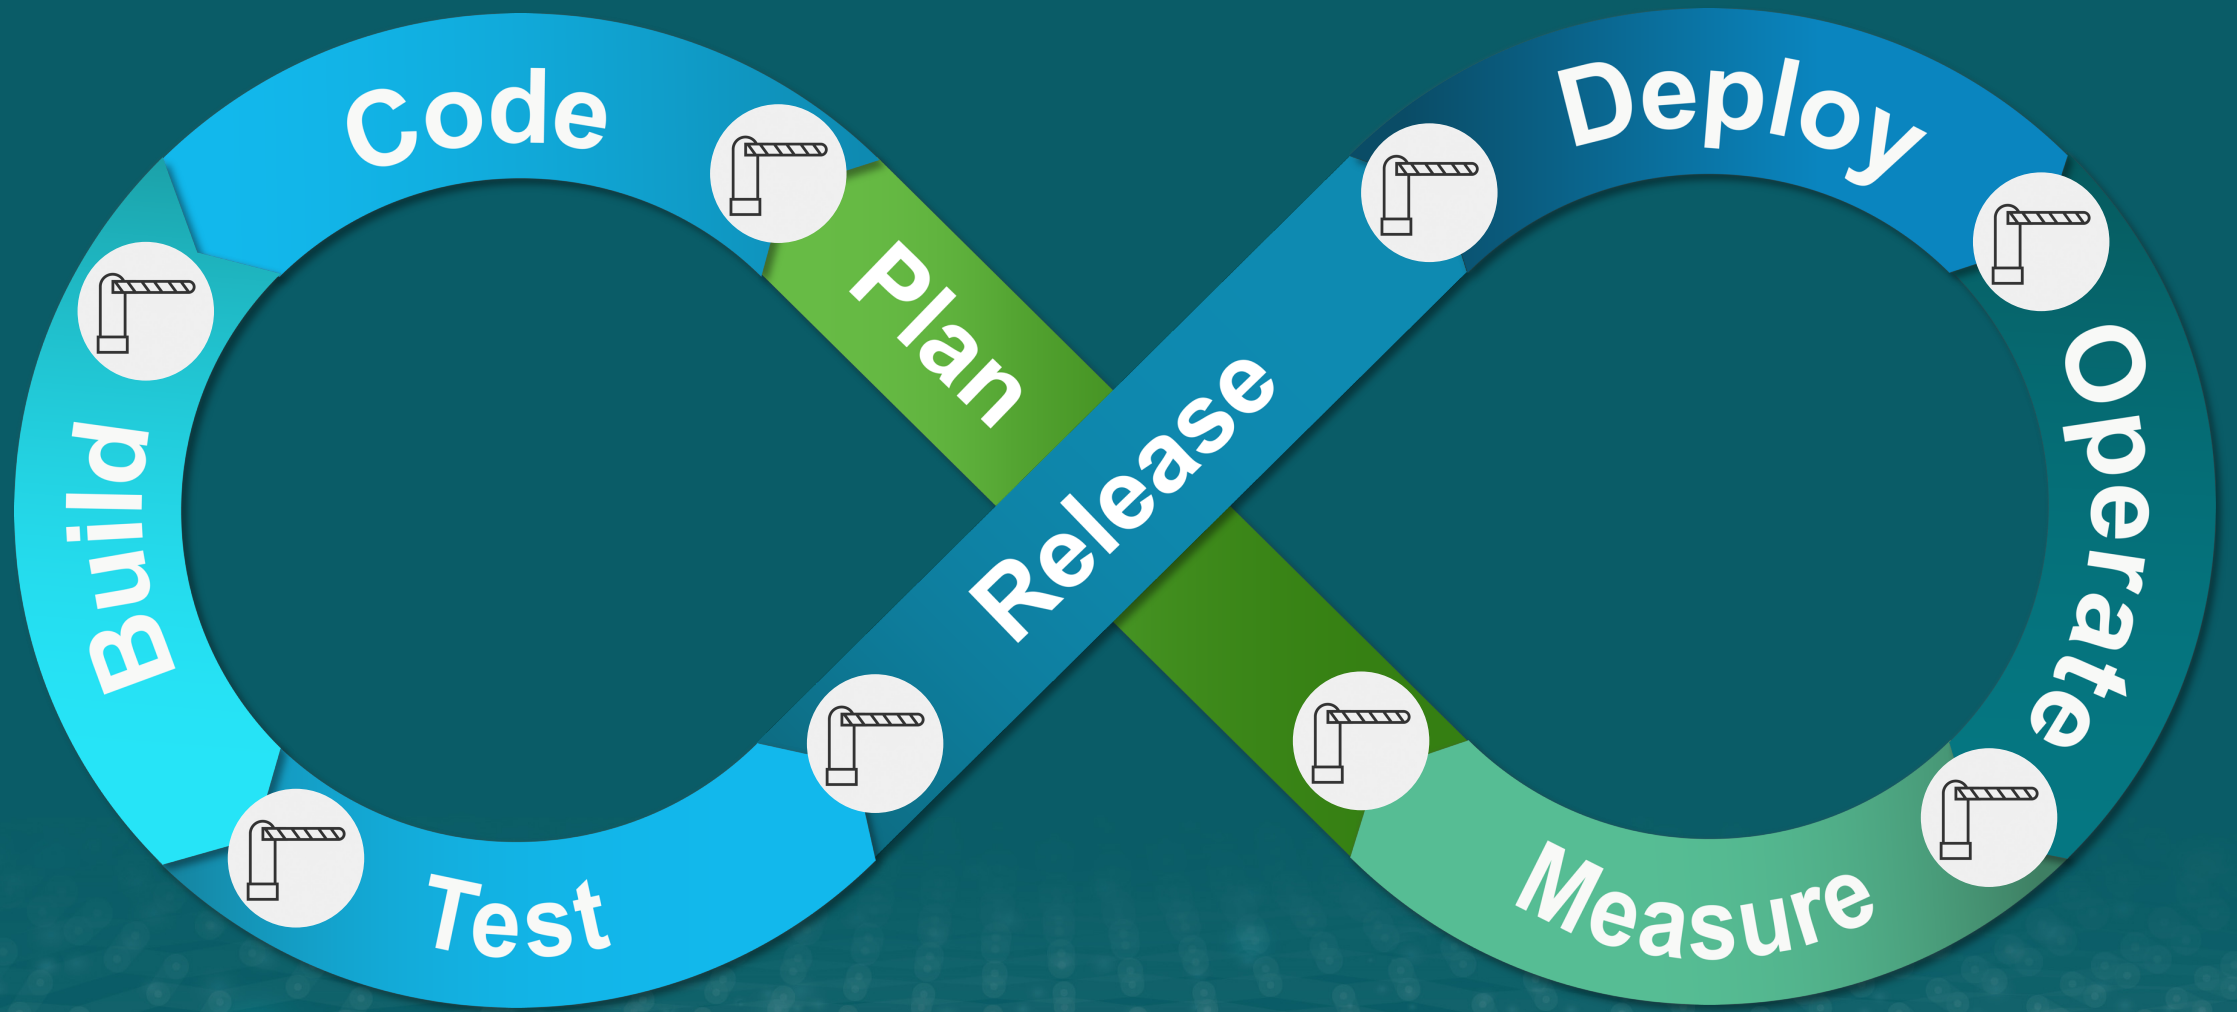 Code
Deploy
Plan
Release
Build
Operate
Test
Measure